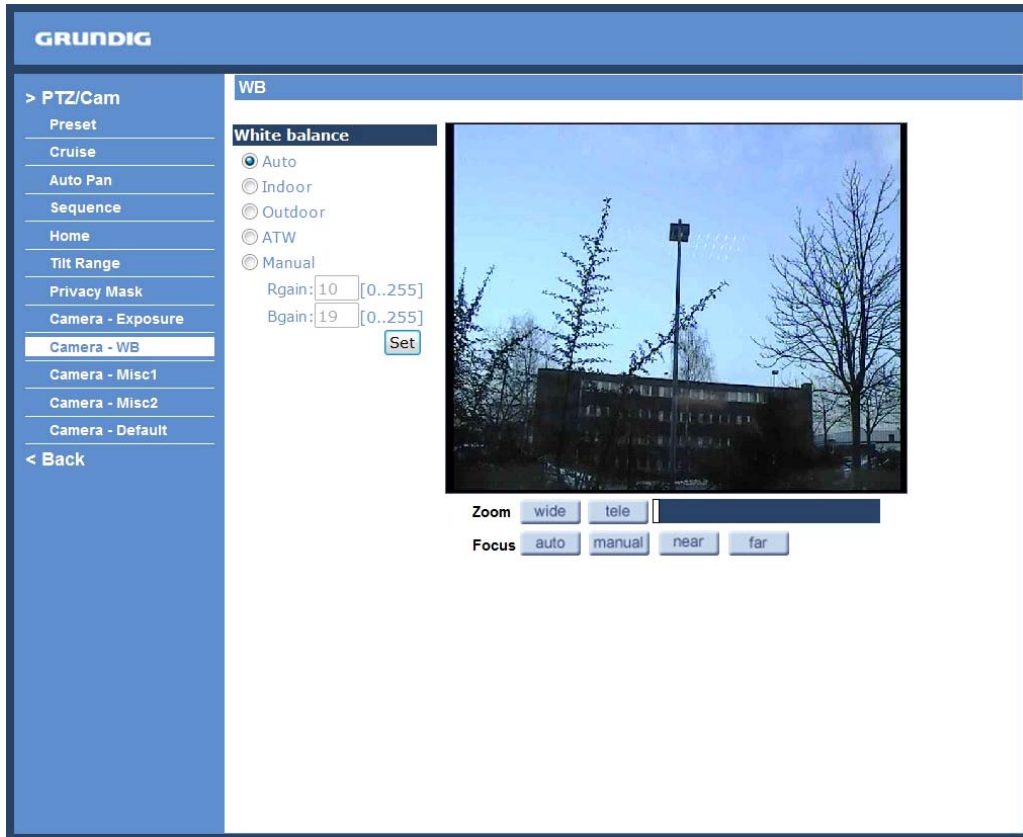 GRUNDIG
> PTZ/Cam
Preset
Cruise
Auto Pan
Sequence
Home
Tilt Range
Privacy Mask
Camera - Exposure
Camera - WB
Camera - Misc1
Camera - Misc2
Camera - Default
< Back
WB
White balance
Auto
Indoor
Outdoor
ATW
Manual
Rgain: 10 [0..255]
Bgain: 19 [0..255]
Set
Zoom wide tele
Focus auto manual near far